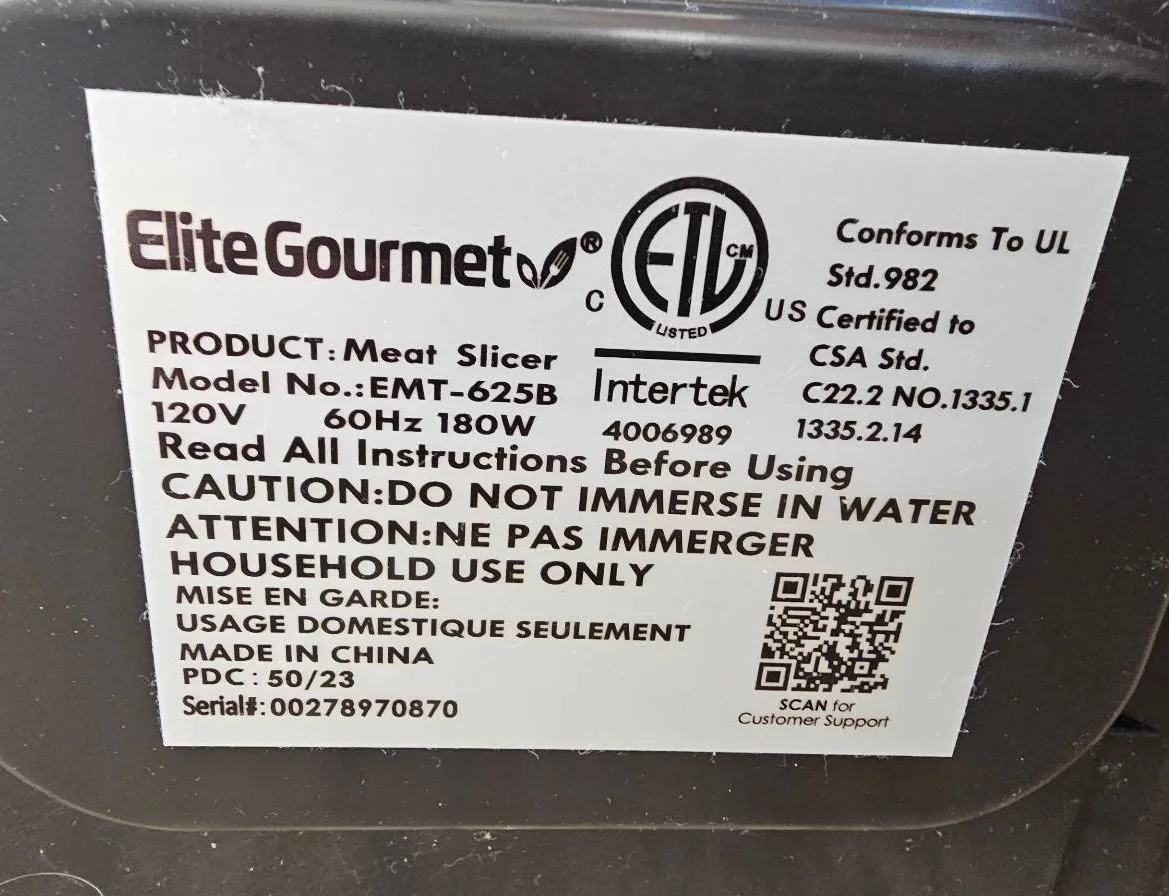 Elite Gourmet®
C ETL CM US
LISTED
Intertek
4006989
Conforms To UL
Std.982
Certified to
CSA Std.
C22.2 NO.1335.1
1335.2.14
PRODUCT:Meat Slicer
Model No.:EMT-625B
120V 60Hz 180W
Read All Instructions Before Using
CAUTION:DO NOT IMMERSE IN WATER
ATTENTION:NE PAS IMMERGER
HOUSEHOLD USE ONLY
MISE EN GARDE:
USAGE DOMESTIQUE SEULEMENT
MADE IN CHINA
PDC : 50/23
Serial#:00278970870
SCAN for
Customer Support